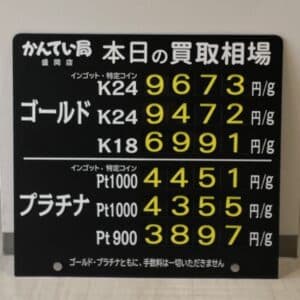 かんてい局 本日の買取相場
盛岡店
インゴット・特定コイン
K24 9673 円/g
ゴールド K24 9472 円/g
K18 6991 円/g
インゴット・特定コイン
Pt1000 4451 円/g
プラチナ Pt1000 4355 円/g
Pt900 3897 円/g
ゴールド・プラチナともに、手数料は一切いただきません